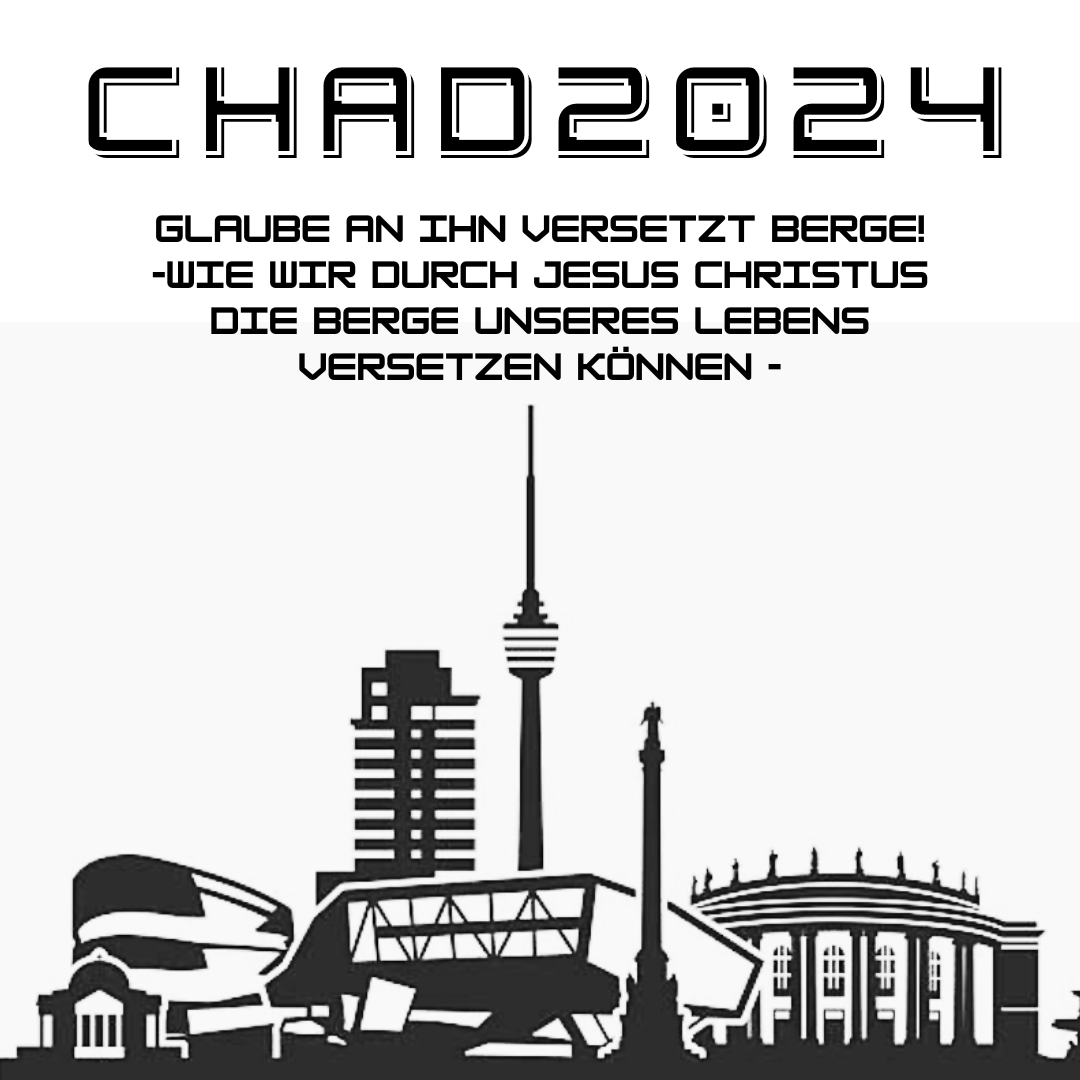 CHAD2024
GLAUBE AN IHN VERSETZT BERGE!
-WIE WIR DURCH JESUS CHRISTUS
DIE BERGE UNSERES LEBENS
VERSETZEN KÖNNEN -